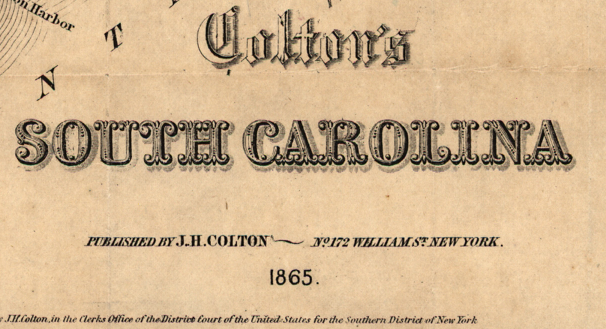 Harbor
N T
Colton's
SOUTH CAROLINA
PUBLISHED BY J.H. COLTON No. 172 WILLIAM ST. NEW YORK.
1865.
J.H. Colton, in the Clerks Office of the District Court of the United States for the Southern District of New York